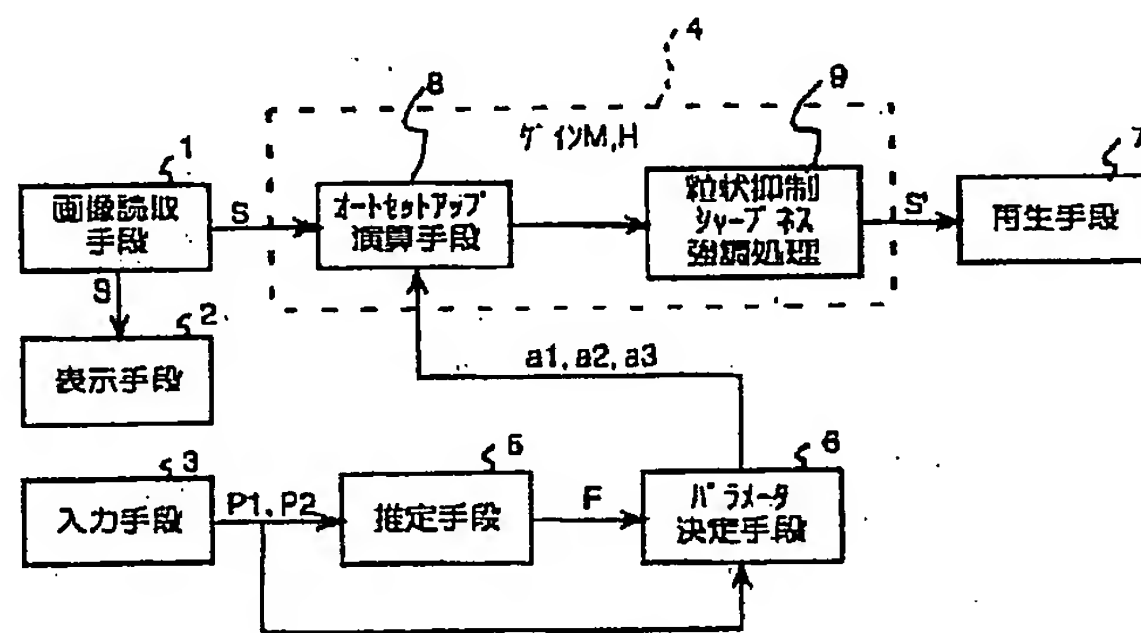 4
8
9
ゲインM,H
1
画像読取
手段
S
オートセットアップ
演算手段
粒状抑制
シャープネス
強調処理
S'
7
再生手段
S
2
表示手段
a1, a2, a3
3
入力手段
P1, P2
5
推定手段
F
6
パラメータ
決定手段